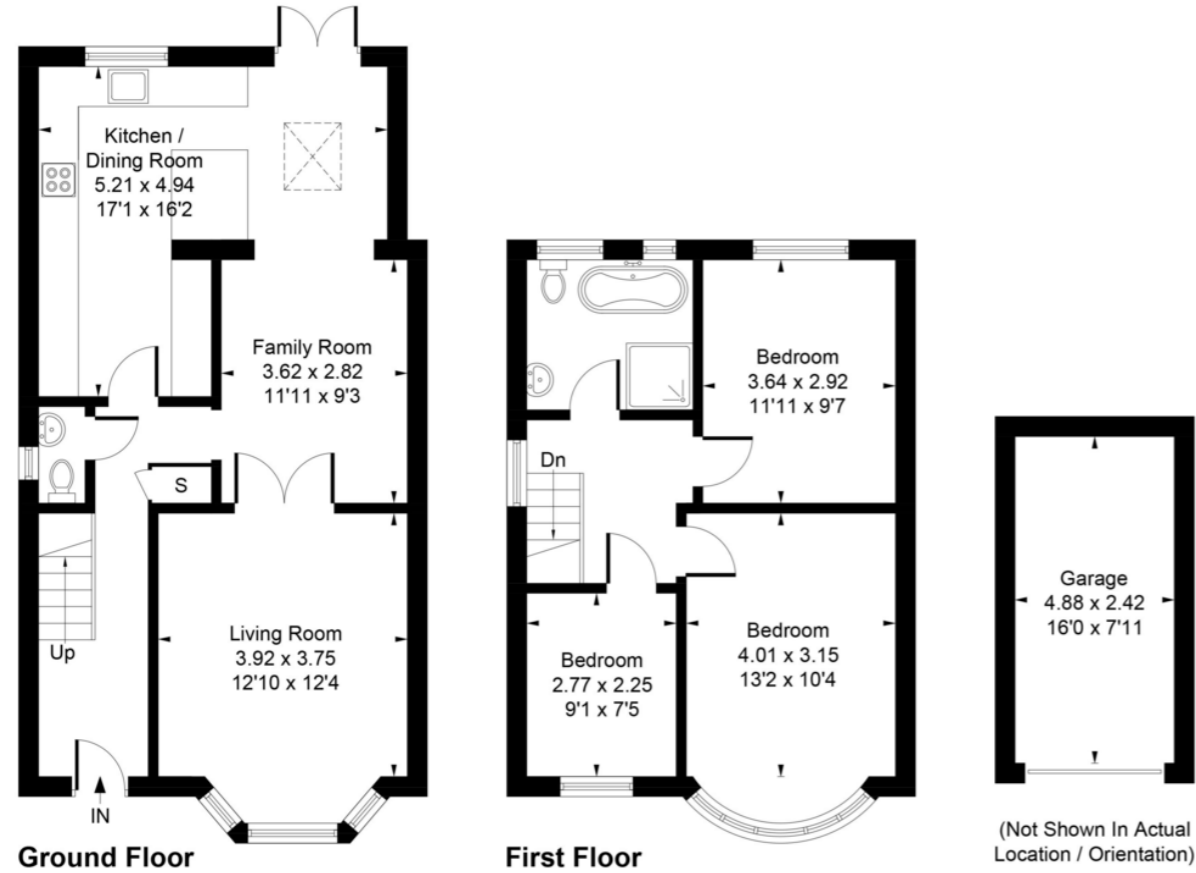 Kitchen /
Dining Room
5.21 x 4.94
17'1 x 16'2
Family Room
3.62 x 2.82
11'11 x 9'3
S
Up
Living Room
3.92 x 3.75
12'10 x 12'4
IN
Ground Floor
Bedroom
3.64 x 2.92
11'11 x 9'7
Dn
Bedroom
2.77 x 2.25
9'1 x 7'5
Bedroom
4.01 x 3.15
13'2 x 10'4
First Floor
Garage
4.88 x 2.42
16'0 x 7'11
(Not Shown In Actual
Location / Orientation)